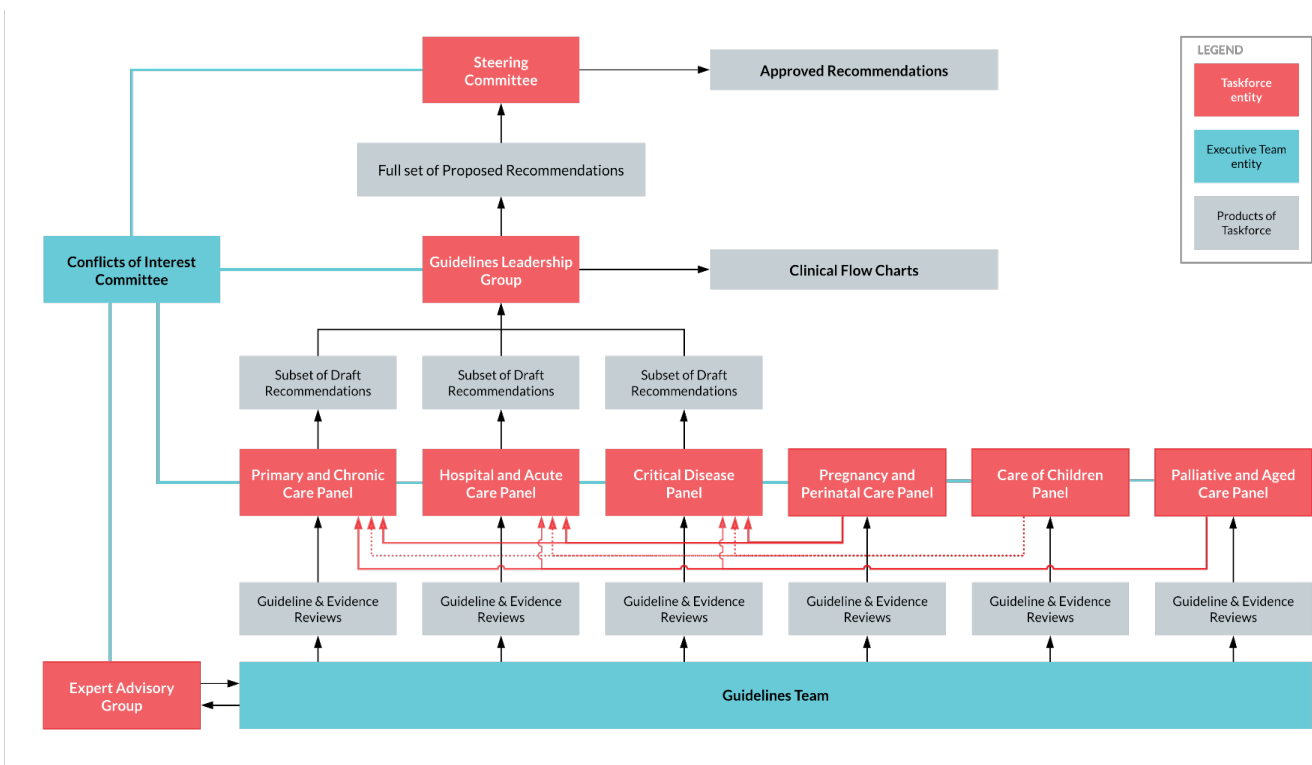 LEGEND
Steering
Committee
Approved Recommendations
Taskforce
entity
Executive Team
entity
Products of
Taskforce
Full set of Proposed Recommendations
Conflicts of Interest
Committee
Guidelines Leadership
Group
Clinical Flow Charts
Subset of Draft
Recommendations
Subset of Draft
Recommendations
Subset of Draft
Recommendations
Primary and Chronic
Care Panel
Hospital and Acute
Care Panel
Critical Disease
Panel
Pregnancy and
Perinatal Care Panel
Care of Children
Panel
Palliative and Aged
Care Panel
Guideline & Evidence
Reviews
Guideline & Evidence
Reviews
Guideline & Evidence
Reviews
Guideline & Evidence
Reviews
Guideline & Evidence
Reviews
Guideline & Evidence
Reviews
Expert Advisory
Group
Guidelines Team